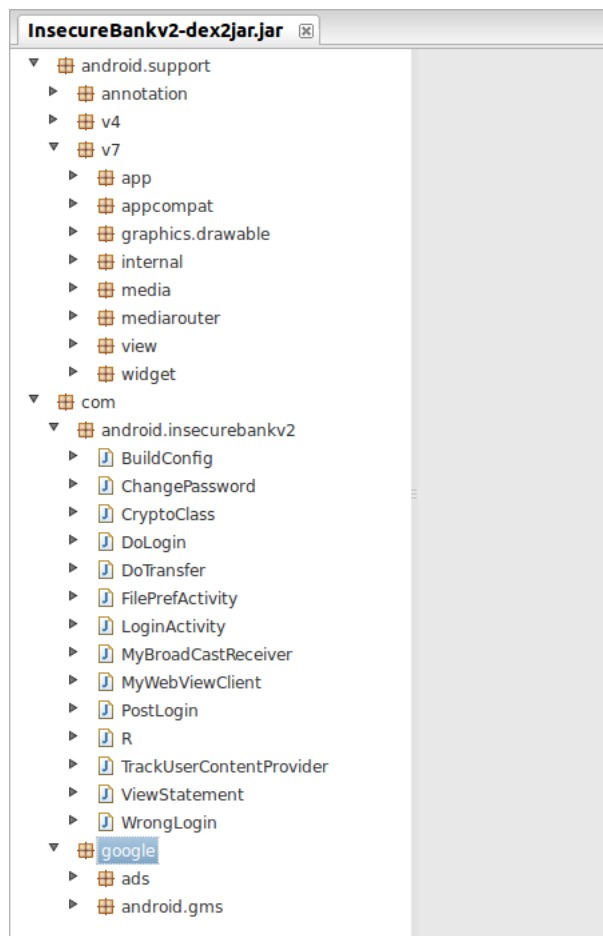 InsecureBankv2-dex2jar.jar
android.support
annotation
v4
v7
app
appcompat
graphics.drawable
internal
media
mediarouter
view
widget
com
android.insecurebankv2
BuildConfig
ChangePassword
CryptoClass
DoLogin
DoTransfer
FilePrefActivity
LoginActivity
MyBroadCastReceiver
MyWebViewClient
PostLogin
R
TrackUserContentProvider
ViewStatement
WrongLogin
google
ads
android.gms